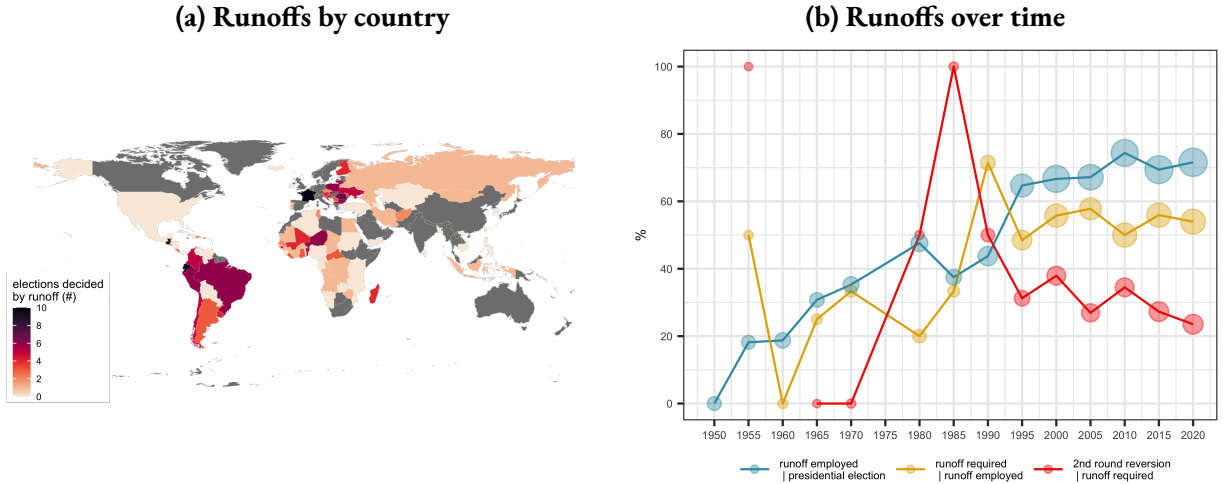 (a) Runoffs by country
elections decided
by runoff (#)
10
8
6
4
2
0
(b) Runoffs over time
%
100
80
60
40
20
0
1950 1955 1960 1965 1970 1975 1980 1985 1990 1995 2000 2005 2010 2015 2020
runoff employed
| presidential election
runoff required
| runoff employed
2nd round reversion
| runoff required